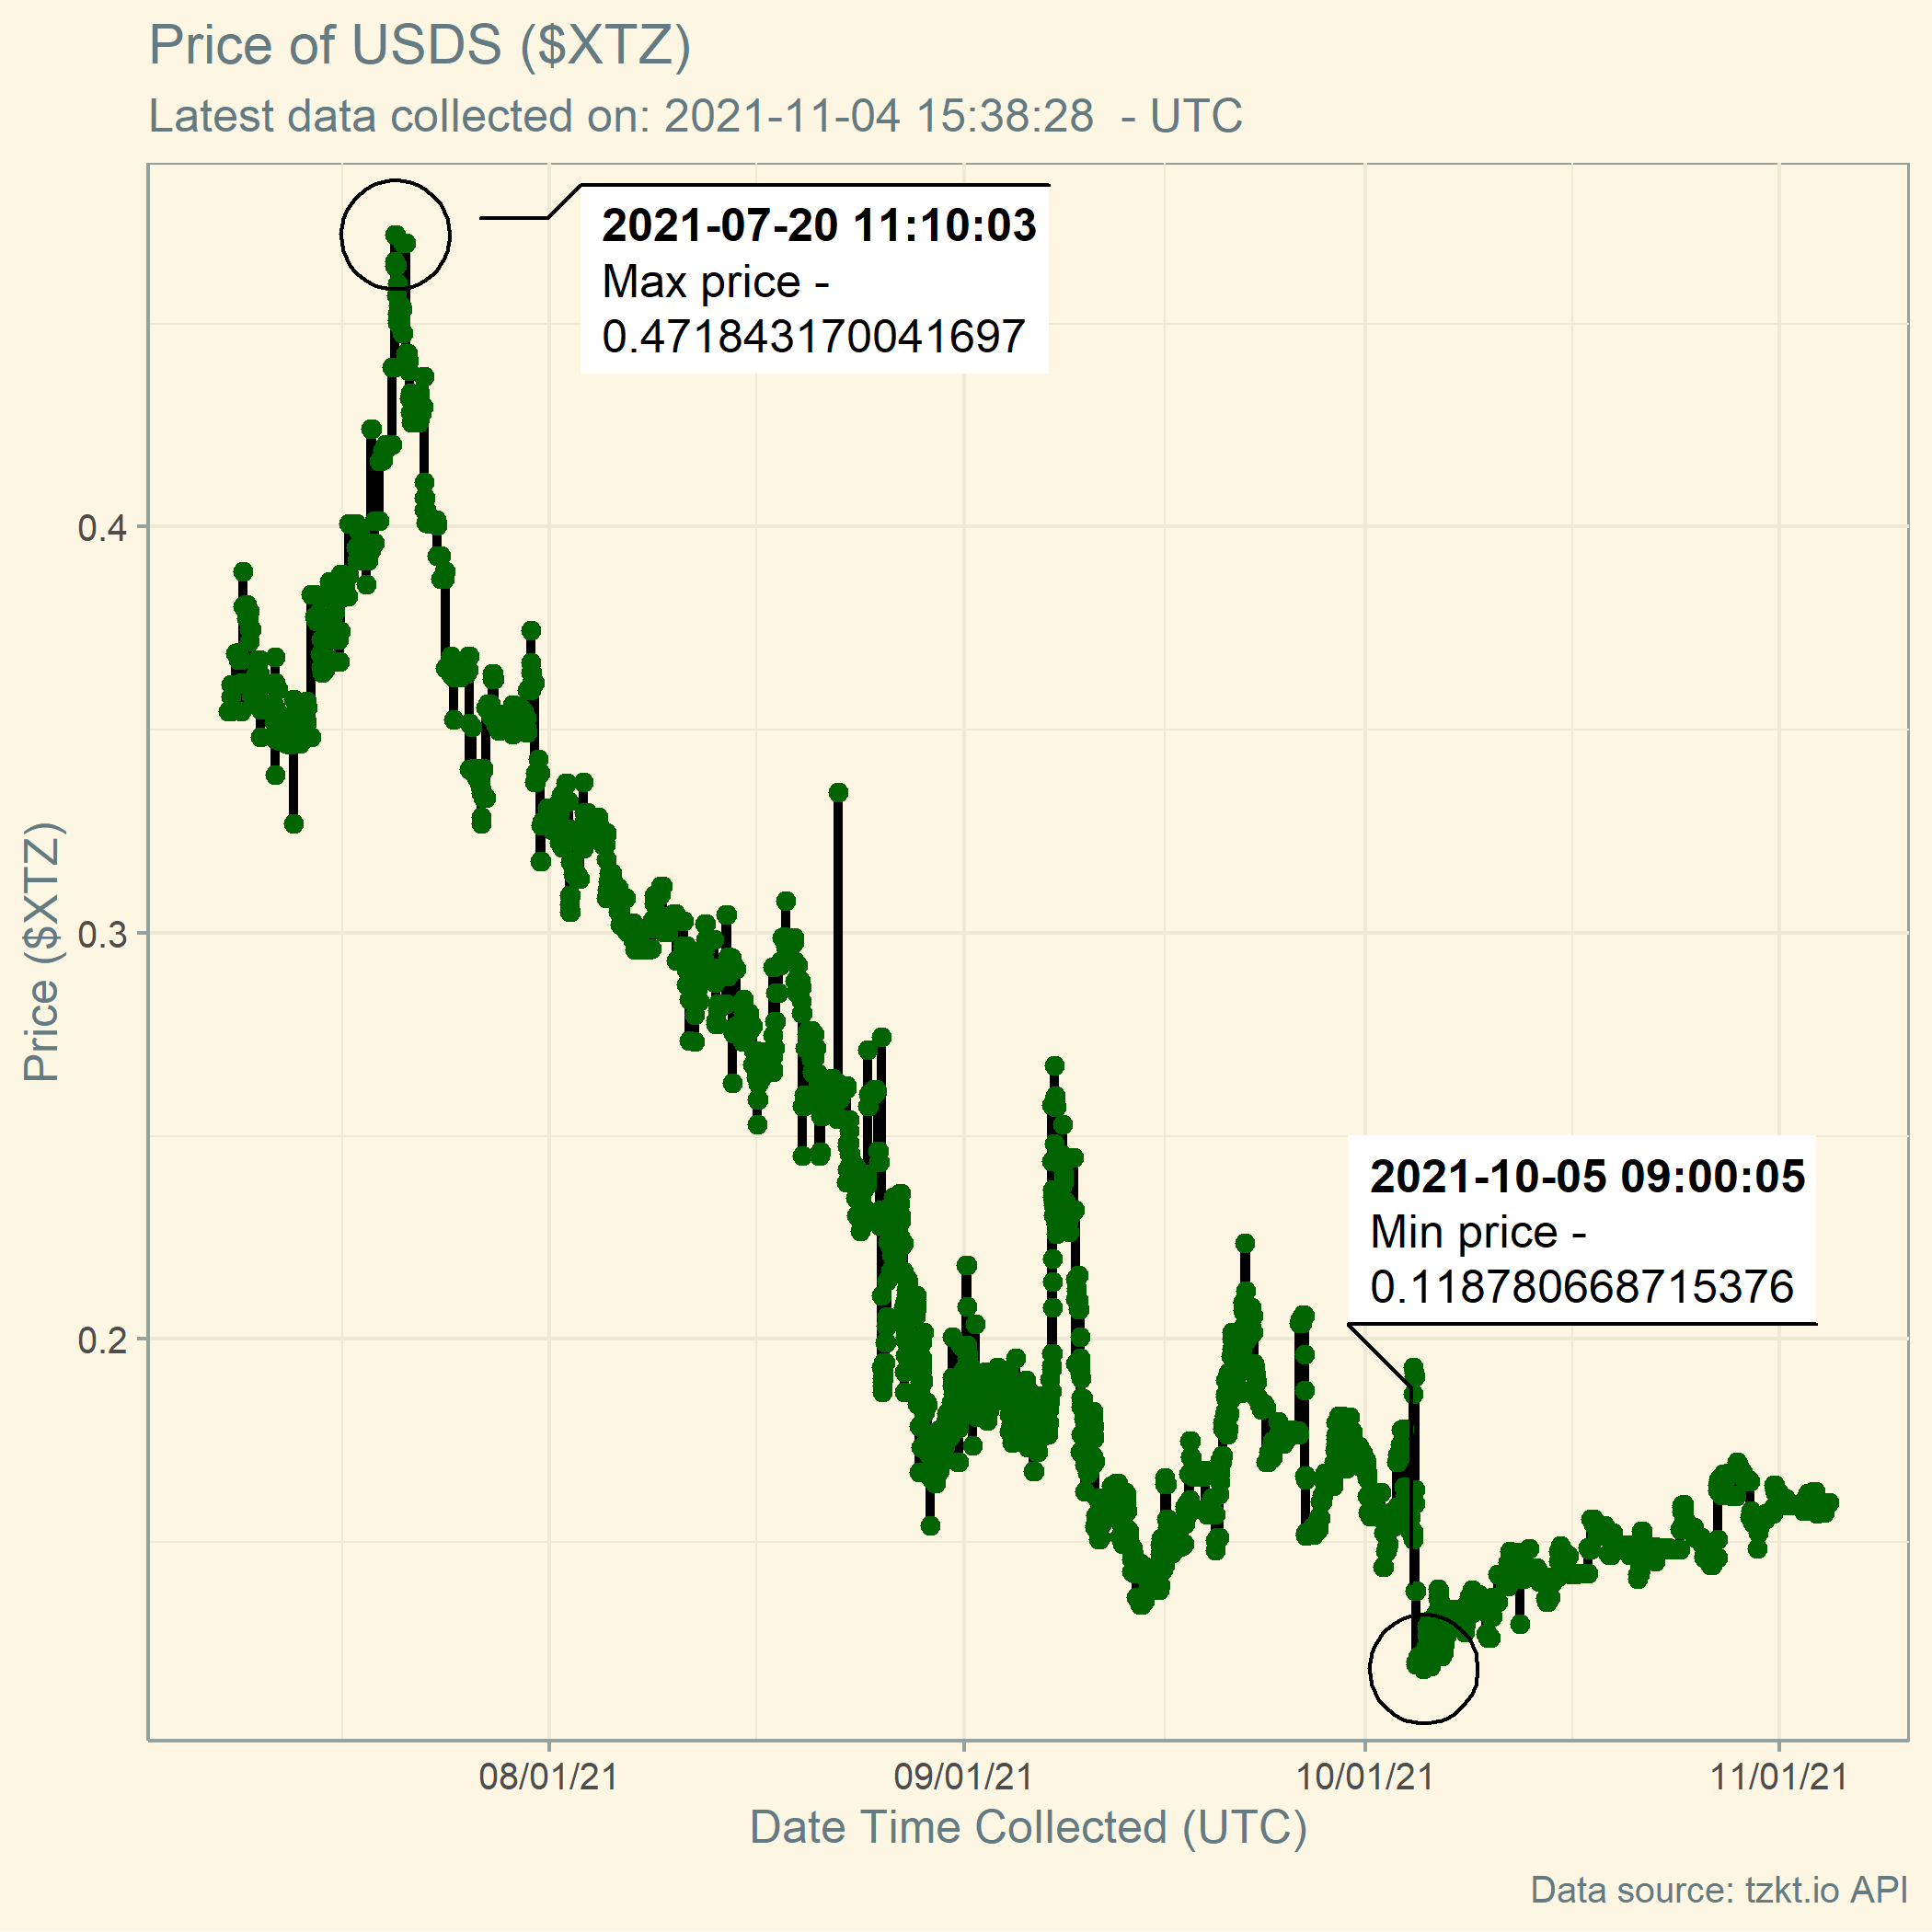 Price of USDS ($XTZ)
Latest data collected on: 2021-11-04 15:38:28  - UTC
2021-07-20 11:10:03
Max price -
0.471843170041697
0.4
0.3
0.2
Price ($XTZ)
2021-10-05 09:00:05
Min price -
0.118780668715376
08/01/21
09/01/21
10/01/21
11/01/21
Date Time Collected (UTC)
Data source: tzkt.io API